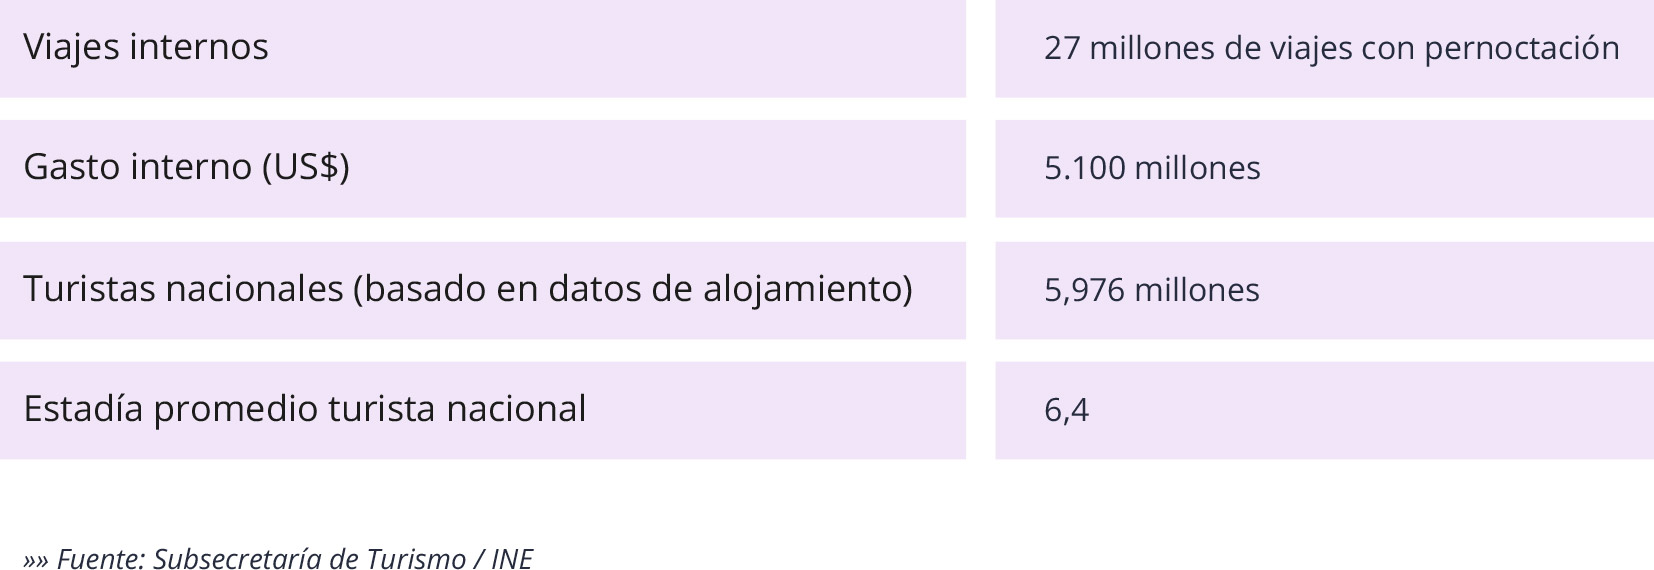 Viajes internos 27 millones de viajes con pernoctación
Gasto interno (US$) 5.100 millones
Turistas nacionales (basado en datos de alojamiento) 5,976 millones
Estadía promedio turista nacional 6,4
»» Fuente: Subsecretaría de Turismo / INE